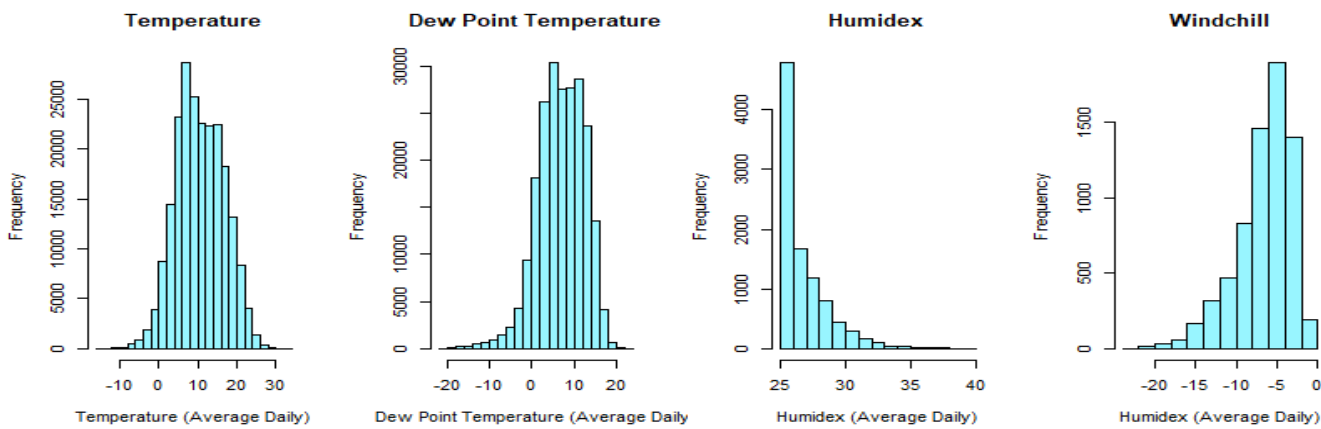 Temperature
Frequency
0
5000
10000
15000
20000
25000
-10 0 10 20 30
Temperature (Average Daily)
Dew Point Temperature
Frequency
0
10000
20000
30000
-20 -10 0 10 20
Dew Point Temperature (Average Daily
Humidex
Frequency
0
1000
2000
3000
4000
25 30 35 40
Humidex (Average Daily)
Windchill
Frequency
0
500
1000
1500
-20 -15 -10 -5 0
Humidex (Average Daily)